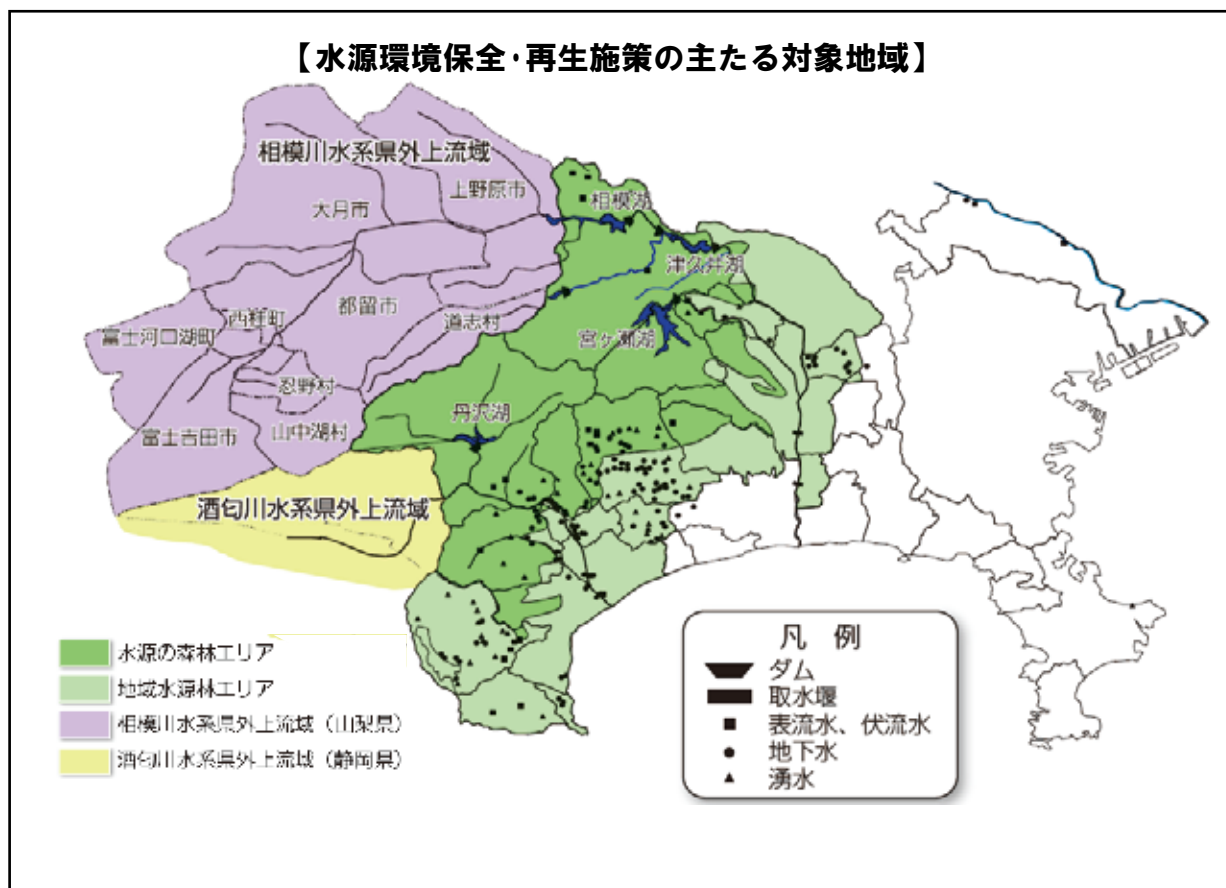 【水源環境保全・再生施策の主たる対象地域】
相模川水系県外上流域
上野原市
大月市
相模湖
津久井湖
都留市
道志村
西桂町
富士河口湖町
宮ヶ瀬湖
忍野村
丹沢湖
富士吉田市
山中湖村
酒匂川水系県外上流域
水源の森林エリア
地域水源林エリア
相模川水系県外上流域（山梨県）
酒匂川水系県外上流域（静岡県）
凡 例
ダム
取水堰
表流水、伏流水
地下水
湧水